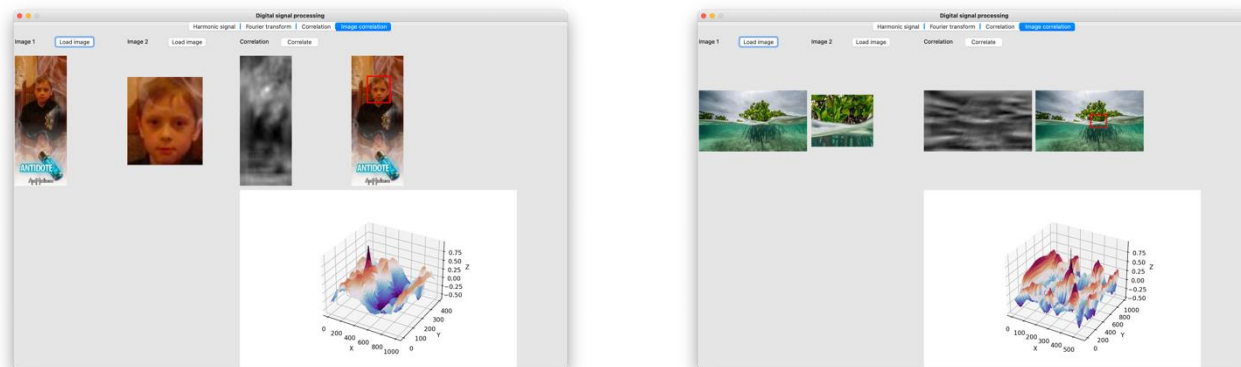 Digital signal processing
Harmonic signal Fourier transform Correlation Image correlation
Image 1 Load image Image 2 Load image Correlation Correlate
ANTIDOTE
0.75
0.50
0.25
0.00
-0.25
-0.50
Z
400
300
200
100
0
Y
0 200 400 600 800 1000
X
Digital signal processing
Harmonic signal Fourier transform Correlation Image correlation
Image 1 Load image Image 2 Load image Correlation Correlate
ANTIDOTE
0.75
0.50
0.25
0.00
-0.25
-0.50
Z
1000
800
600
400
200
0
Y
0 100 200 300 400 500
X